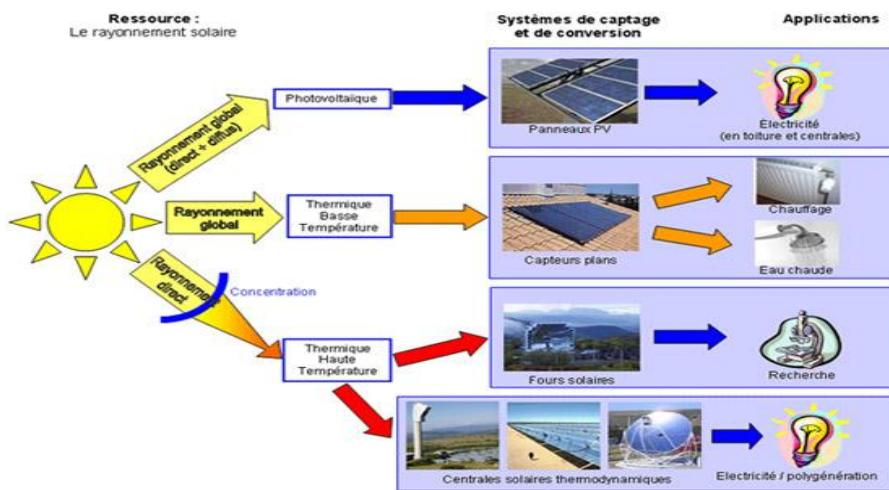 Ressource :
Le rayonnement solaire
Systèmes de captage
et de conversion
Applications
Rayonnement global
(direct + diffus)
Photovoltaïque
Panneaux PV
Électricité
(en toiture et centrales)
Rayonnement
global
Thermique
Basse
Température
Capteurs plans
Chauffage
Eau chaude
Rayonnement
direct
Concentration
Thermique
Haute
Température
Fours solaires
Recherche
Centrales solaires thermodynamiques
Electricité / polygénération